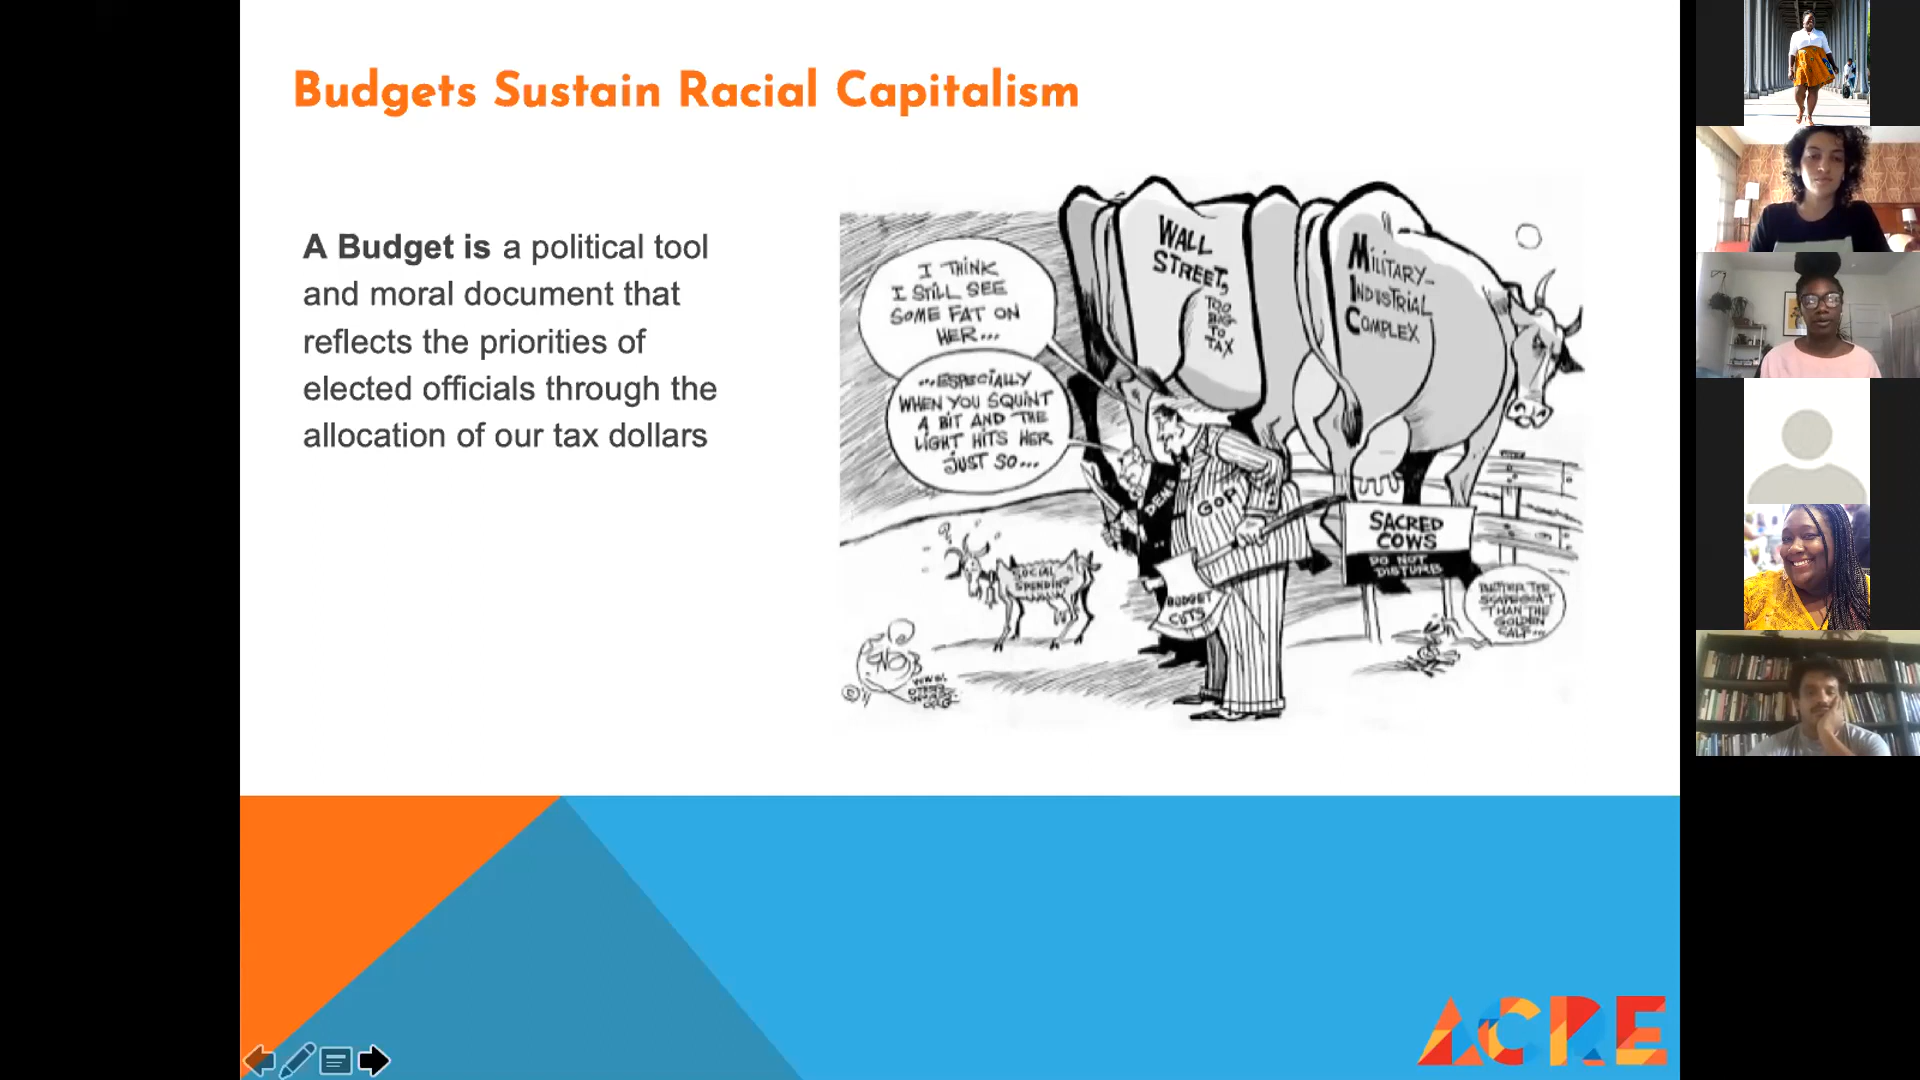 Budgets Sustain Racial Capitalism
A Budget is a political tool
and moral document that
reflects the priorities of
elected officials through the
allocation of our tax dollars
I THINK
I STILL SEE
SOME FAT ON
HER...
...ESPECIALLY
WHEN YOU SQUINT
A BIT AND THE
LIGHT HITS HER
JUST SO...
WALL
STREET,
TOO
BIG
TO
TAX
MILITARY-
INDUSTRIAL
COMPLEX
DEMS
GOP
SACRED
COWS
DO NOT
DISTURB
SOCIAL
SPENDING
BUDGET
CUTS
BETTER THE
SCAPEGOAT
THAN THE
GOLDEN
CALF...
ACRE